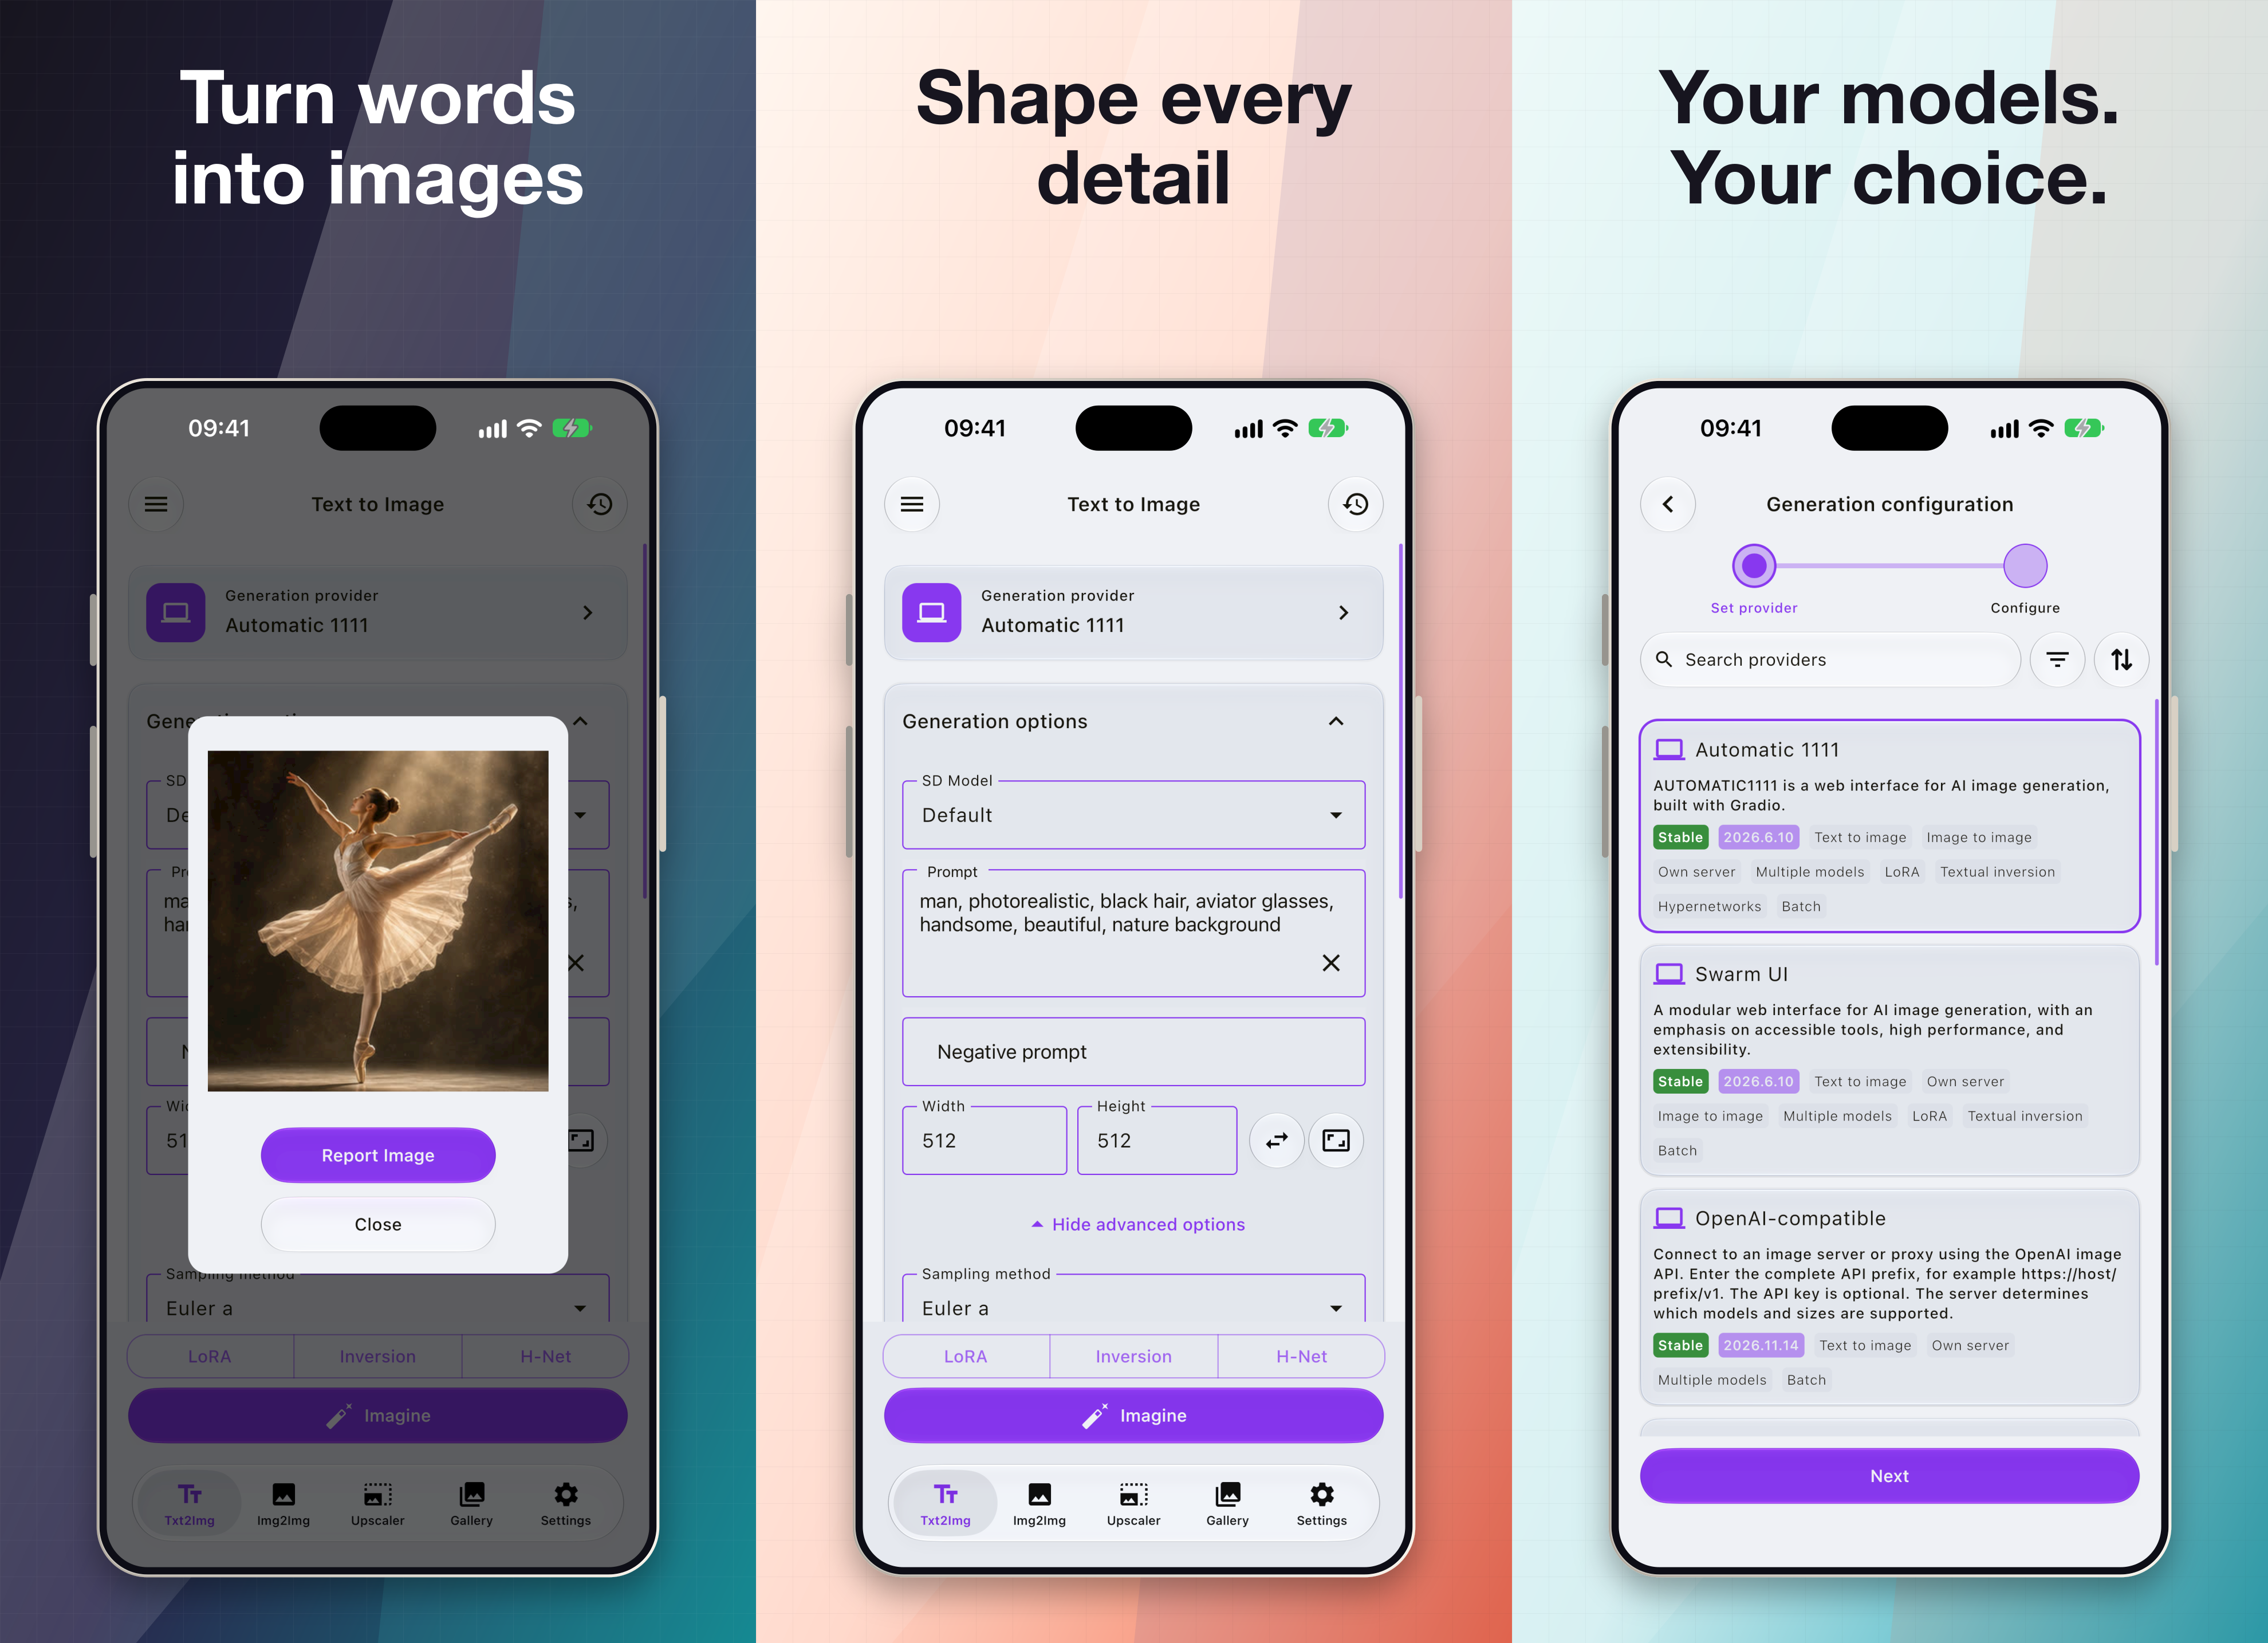 Turn words
into images
09:41
Text to Image
Generation provider
Automatic 1111
SD
De
man
ha
s,
51
Report Image
Close
Sampling method
Euler a
LoRA
Inversion
H-Net
Imagine
Txt2Img
Img2Img
Upscaler
Gallery
Settings
Shape every
detail
09:41
Text to Image
Generation provider
Automatic 1111
Generation options
SD Model
Default
Prompt
man, photorealistic, black hair, aviator glasses,
handsome, beautiful, nature background
Negative prompt
Width
Height
512
512
Hide advanced options
Sampling method
Euler a
LoRA
Inversion
H-Net
Imagine
Txt2Img
Img2Img
Upscaler
Gallery
Settings
Your models.
Your choice.
09:41
Generation configuration
Set provider
Configure
Search providers
Automatic 1111
AUTOMATIC1111 is a web interface for AI image generation,
built with Gradio.
Stable 2026.6.10 Text to image Image to image
Own server Multiple models LoRA Textual inversion
Hypernetworks Batch
Swarm UI
A modular web interface for AI image generation, with an
emphasis on accessible tools, high performance, and
extensibility.
Stable 2026.6.10 Text to image Own server
Image to image Multiple models LoRA Textual inversion
Batch
OpenAI-compatible
Connect to an image server or proxy using the OpenAI image
API. Enter the complete API prefix, for example https://host/
prefix/v1. The API key is optional. The server determines
which models and sizes are supported.
Stable 2026.11.14 Text to image Own server
Multiple models Batch
Next